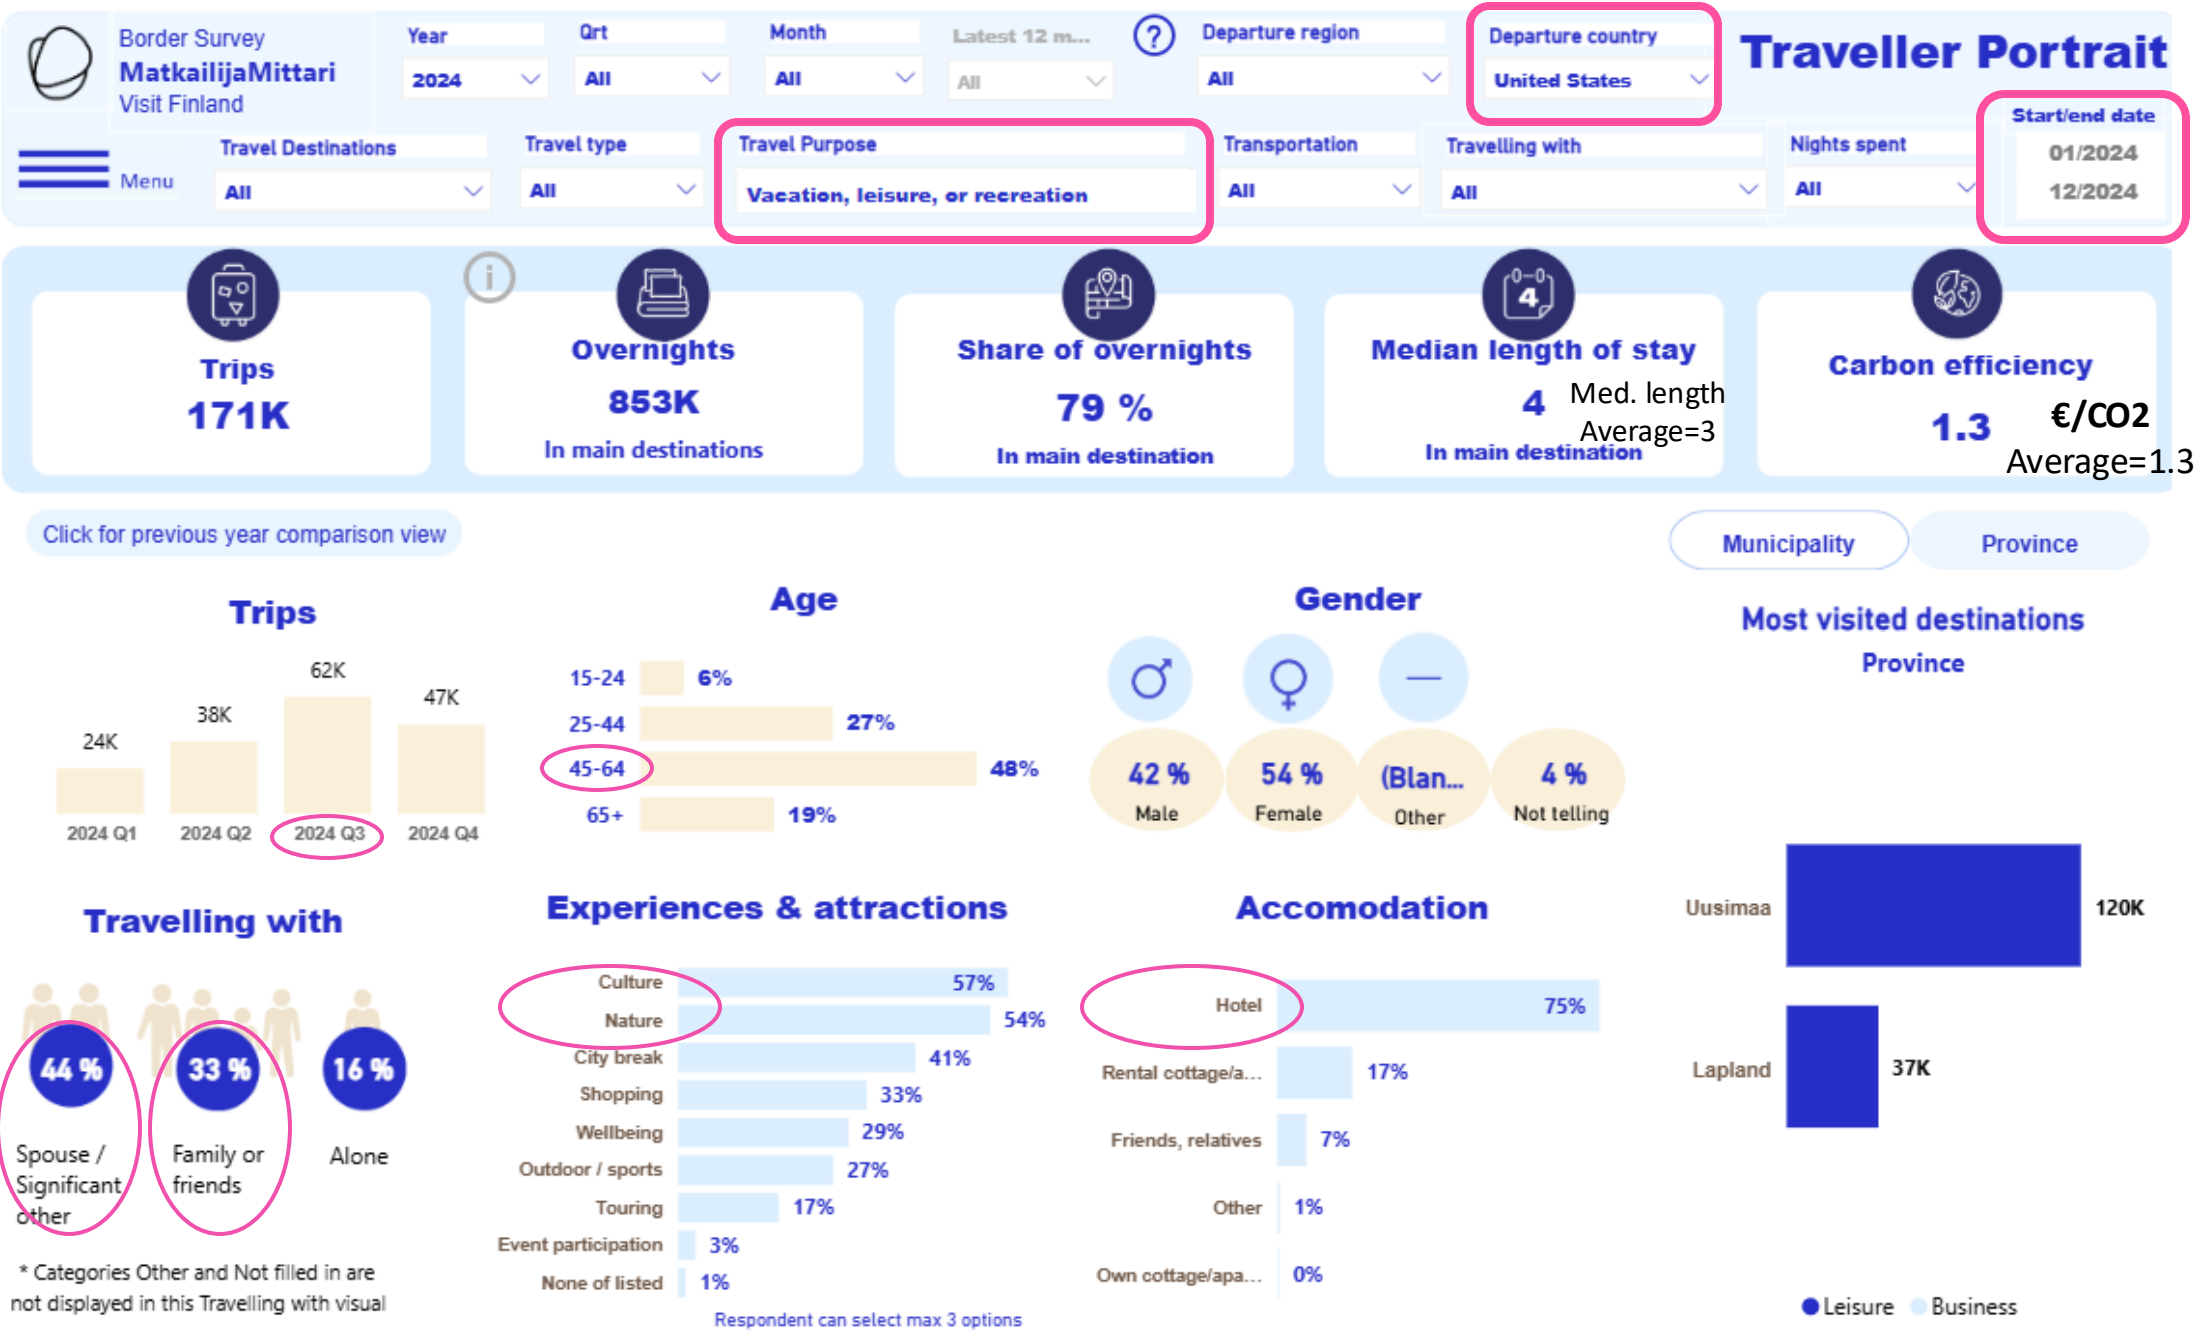 Border Survey
MatkailijaMittari
Visit Finland
Menu
Year
2024
Qrt
All
Month
All
Latest 12 m...
All
?
Departure region
All
Departure country
United States
Traveller Portrait
Travel Destinations
All
Travel type
All
Travel Purpose
Vacation, leisure, or recreation
Transportation
All
Travelling with
All
Nights spent
All
Start/end date
01/2024
12/2024
Trips
171K
i
Overnights
853K
In main destinations
Share of overnights
79 %
In main destination
4
Median length of stay
4
Med. length
Average=3
In main destination
Carbon efficiency
1.3
€/CO2
Average=1.3
Click for previous year comparison view
Municipality
Province
Trips
24K
38K
62K
47K
2024 Q1
2024 Q2
2024 Q3
2024 Q4
Age
15-24 6%
25-44 27%
45-64 48%
65+ 19%
Gender
42 %
Male
54 %
Female
(Blan...
Other
4 %
Not telling
Most visited destinations
Province
Uusimaa 120K
Lapland 37K
Leisure
Business
Travelling with
44 %
Spouse /
Significant
other
33 %
Family or
friends
16 %
Alone
* Categories Other and Not filled in are
not displayed in this Travelling with visual
Experiences & attractions
Culture 57%
Nature 54%
City break 41%
Shopping 33%
Wellbeing 29%
Outdoor / sports 27%
Touring 17%
Event participation 3%
None of listed 1%
Respondent can select max 3 options
Accomodation
Hotel 75%
Rental cottage/a... 17%
Friends, relatives 7%
Other 1%
Own cottage/apa... 0%